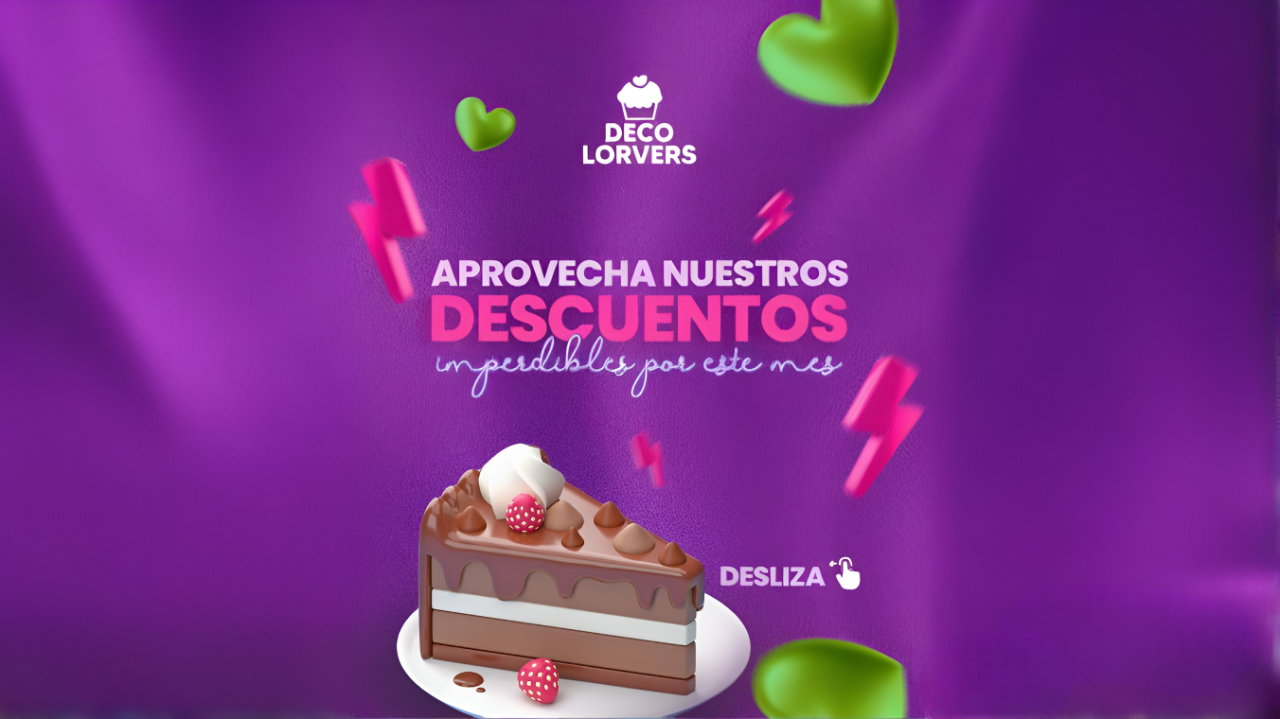 DECO
LORVERS
APROVECHA NUESTROS
DESCUENTOS
imperdibles por este mes
DESLIZA